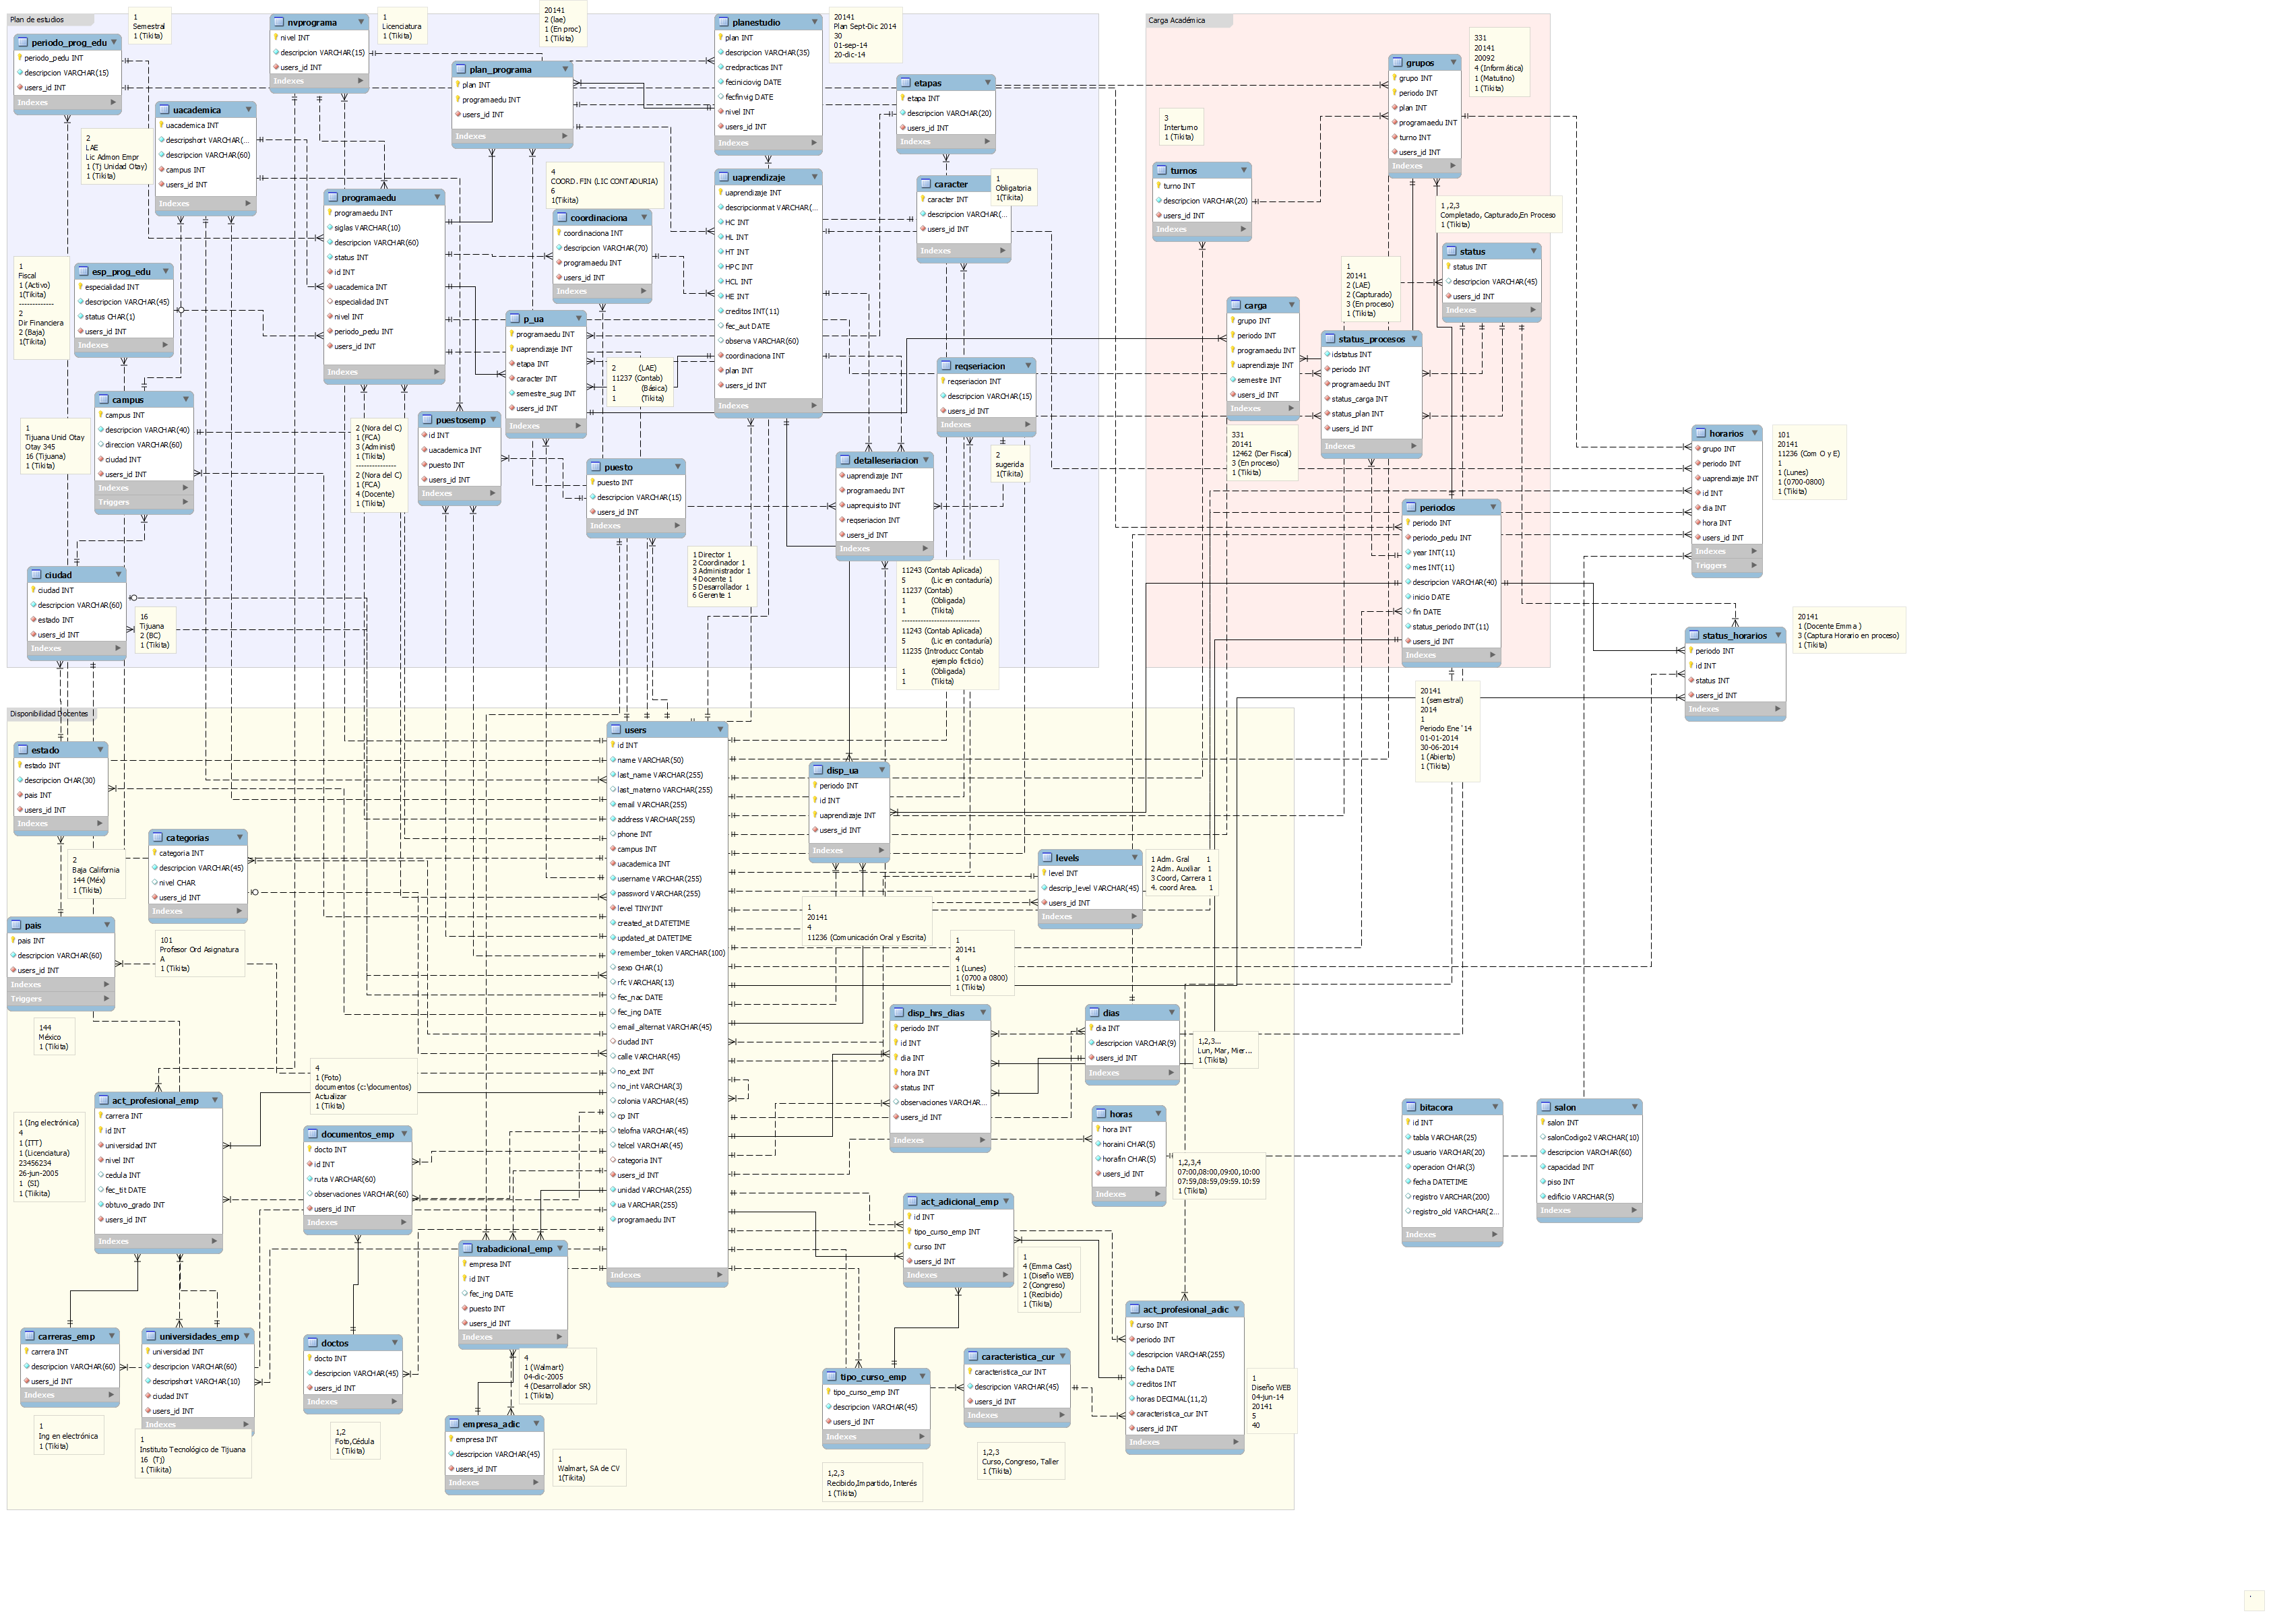 Plan de estudios
1
Semestral
1 (Tikita)
periodo_prog_edu
periodo_pedu INT
descripcion VARCHAR(15)
users_id INT
Indexes
nvprograma
nivel INT
descripcion VARCHAR(15)
users_id INT
Indexes
1
Licenciatura
1 (Tikita)
20141
2 (lae)
1 (En proc)
1 (Tikita)
plan_programa
plan INT
programaedu INT
users_id INT
Indexes
planestudio
plan INT
descripcion VARCHAR(35)
credpracticas INT
feciniciovig DATE
fecfinvig DATE
nivel INT
users_id INT
Indexes
20141
Plan Sept-Dic 2014
30
01-sep-14
20-dic-14
etapas
etapa INT
descripcion VARCHAR(20)
users_id INT
Indexes
uacademica
uacademica INT
descripshort VARCHAR(...
descripcion VARCHAR(60)
campus INT
users_id INT
Indexes
2
LAE
Lic Admon Empr
1 (Tj Unidad Otay)
1 (Tikita)
programaedu
programaedu INT
siglas VARCHAR(10)
descripcion VARCHAR(60)
status INT
id INT
uacademica INT
especialidad INT
nivel INT
periodo_pedu INT
users_id INT
Indexes
4
COORD.FIN (LIC CONTADURIA)
6
1(Tikita)
coordinaciona
coordinaciona INT
descripcion VARCHAR(70)
programaedu INT
users_id INT
Indexes
uaprendizaje
uaprendizaje INT
descripcionmat VARCHAR(...
HC INT
HL INT
HT INT
HPC INT
HCL INT
HE INT
creditos INT(11)
fec_aut DATE
observa VARCHAR(60)
coordinaciona INT
plan INT
users_id INT
Indexes
caracter
caracter INT
descripcion VARCHAR(...
users_id INT
Indexes
1
Obligatoria
1(Tikita)
1
Fiscal
1 (Activo)
1(Tikita)
-------------
2
Dir Financiera
2 (Baja)
1(Tikita)
esp_prog_edu
especialidad INT
descripcion VARCHAR(45)
status CHAR(1)
users_id INT
Indexes
p_ua
programaedu INT
uaprendizaje INT
etapa INT
caracter INT
semestre_sug INT
users_id INT
Indexes
2 (LAE)
11237 (Contab)
1 (Básica)
1 (Tikita)
reqseriacion
reqseriacion INT
descripcion VARCHAR(15)
users_id INT
Indexes
2
sugerida
1(Tikita)
campus
campus INT
descripcion VARCHAR(40)
direccion VARCHAR(60)
ciudad INT
users_id INT
Indexes
Triggers
1
Tijuana Unid Otay
Otay 345
16 (Tijuana)
1 (Tikita)
2 (Nora del C)
1 (FCA)
3 (Administ)
1 (Tikita)
---------------
2 (Nora del C)
1 (FCA)
4 (Docente)
1 (Tikita)
puestosemp
id INT
uacademica INT
puesto INT
users_id INT
Indexes
puesto
puesto INT
descripcion VARCHAR(15)
users_id INT
Indexes
1 Director 1
2 Coordinador 1
3 Administrador 1
4 Docente 1
5 Desarrollador 1
6 Gerente 1
detalleseriacion
uaprendizaje INT
programaedu INT
uaprequisito INT
reqseriacion INT
users_id INT
Indexes
11243 (Contab Aplicada)
5 (Lic en contaduría)
11237 (Contab)
1 (Obligada)
1 (Tikita)
----------------------------
11243 (Contab Aplicada)
5 (Lic en contaduría)
11235 (Introducc Contab
ejemplo ficticio)
1 (Obligada)
1 (Tikita)
ciudad
ciudad INT
descripcion VARCHAR(60)
estado INT
users_id INT
Indexes
16
Tijuana
2 (BC)
1 (Tikita)
Carga Académica
331
20141
20092
4 (Informática)
1 (Matutino)
1 (Tikita)
grupos
grupo INT
periodo INT
plan INT
programaedu INT
turno INT
users_id INT
Indexes
3
Interturno
1 (Tikita)
turnos
turno INT
descripcion VARCHAR(20)
users_id INT
Indexes
1 ,2,3
Completado, Capturado,En Proceso
1 (Tikita)
status
status INT
descripcion VARCHAR(45)
users_id INT
Indexes
1
20141
2 (LAE)
2 (Capturado)
3 (En proceso)
1 (Tikita)
carga
grupo INT
periodo INT
programaedu INT
uaprendizaje INT
semestre INT
users_id INT
Indexes
status_procesos
idstatus INT
periodo INT
programaedu INT
status_carga INT
status_plan INT
users_id INT
Indexes
331
20141
12462 (Der Fiscal)
3 (En proceso)
1 (Tikita)
periodos
periodo INT
periodo_pedu INT
year INT(11)
mes INT(11)
descripcion VARCHAR(40)
inicio DATE
fin DATE
status_periodo INT(11)
users_id INT
Indexes
20141
1 (semestral)
2014
1
Periodo Ene ´14
01-01-2014
30-06-2014
1 (Abierto)
1 (Tikita)
horarios
grupo INT
periodo INT
uaprendizaje INT
id INT
dia INT
hora INT
users_id INT
Indexes
Triggers
101
20141
11236 (Com O y E)
1
1 (Lunes)
1 (0700-0800)
1 (Tikita)
status_horarios
periodo INT
id INT
status INT
users_id INT
Indexes
20141
1 (Docente Emma )
3 (Captura Horario en proceso)
1 (Tikita)
Disponibilidad Docentes
estado
estado INT
descripcion CHAR(30)
pais INT
users_id INT
Indexes
2
Baja California
144 (Méx)
1 (Tikita)
categorias
categoria INT
descripcion VARCHAR(45)
nivel CHAR
users_id INT
Indexes
101
Profesor Ord Asignatura
A
1 (Tikita)
pais
pais INT
descripcion VARCHAR(60)
users_id INT
Indexes
Triggers
144
México
1 (Tikita)
users
id INT
name VARCHAR(50)
last_name VARCHAR(255)
last_materno VARCHAR(255)
email VARCHAR(255)
address VARCHAR(255)
phone INT
campus INT
uacademica INT
username VARCHAR(255)
password VARCHAR(255)
level TINYINT
created_at DATETIME
updated_at DATETIME
remember_token VARCHAR(100)
sexo CHAR(1)
rfc VARCHAR(13)
fec_nac DATE
fec_ing DATE
email_alternat VARCHAR(45)
ciudad INT
calle VARCHAR(45)
no_ext INT
no_int VARCHAR(3)
colonia VARCHAR(45)
cp INT
telofna VARCHAR(45)
telcel VARCHAR(45)
categoria INT
users_id INT
unidad VARCHAR(255)
ua VARCHAR(255)
programaedu INT
Indexes
disp_ua
periodo INT
id INT
uaprendizaje INT
users_id INT
Indexes
1
20141
4
11236 (Comunicación Oral y Escrita)
levels
level INT
descrip_level VARCHAR(45)
users_id INT
Indexes
1 Adm. Gral 1
2 Adm. Auxiliar 1
3 Coord, Carrera 1
4. coord Area. 1
1
20141
4
1 (Lunes)
1 (0700 a 0800)
1 (Tikita)
disp_hrs_dias
periodo INT
id INT
dia INT
hora INT
status INT
observaciones VARCHAR...
users_id INT
Indexes
dias
dia INT
descripcion VARCHAR(9)
users_id INT
Indexes
1,2,3...
Lun, Mar, Mier...
1 (Tikita)
horas
hora INT
horaini CHAR(5)
horafin CHAR(5)
users_id INT
Indexes
1,2,3,4
07:00,08:00,09:00,10:00
07:59,08:59,09:59.10:59
1 (Tikita)
bitacora
id INT
tabla VARCHAR(25)
usuario VARCHAR(20)
operacion CHAR(3)
fecha DATETIME
registro VARCHAR(200)
registro_old VARCHAR(2...
Indexes
salon
salon INT
salonCodigo2 VARCHAR(10)
descripcion VARCHAR(60)
capacidad INT
piso INT
edificio VARCHAR(5)
Indexes
4
1 (Foto)
documentos (c:\documentos)
Actualizar
1 (Tikita)
act_profesional_emp
carrera INT
id INT
universidad INT
nivel INT
cedula INT
fec_tit DATE
obtuvo_grado INT
users_id INT
Indexes
1 (Ing electrónica)
4
1 (ITT)
1 (Licenciatura)
23456234
26-jun-2005
1 (SI)
1 (Tiikita)
documentos_emp
docto INT
id INT
ruta VARCHAR(60)
observaciones VARCHAR(60)
users_id INT
Indexes
trabadicional_emp
empresa INT
id INT
fec_ing DATE
puesto INT
users_id INT
Indexes
4
1 (Walmart)
04-dic-2005
4 (Desarrollador SR)
1 (Tikita)
act_adicional_emp
id INT
tipo_curso_emp INT
curso INT
users_id INT
Indexes
1
4 (Emma Cast)
1 (Diseño WEB)
2 (Congreso)
1 (Recibido)
1 (Tikita)
act_profesional_adic
curso INT
periodo INT
descripcion VARCHAR(255)
fecha DATE
creditos INT
horas DECIMAL(11,2)
caracteristica_cur INT
users_id INT
Indexes
1
Diseño WEB
04-jun-14
20141
5
40
carreras_emp
carrera INT
descripcion VARCHAR(60)
users_id INT
Indexes
1
Ing en electrónica
1 (Tikita)
universidades_emp
universidad INT
descripcion VARCHAR(60)
descripshort VARCHAR(10)
ciudad INT
users_id INT
Indexes
1
Instituto Tecnológico de Tijuana
16 (Tj)
1 (Tiikita)
doctos
docto INT
descripcion VARCHAR(45)
users_id INT
Indexes
1,2
Foto,Cédula
1 (Tikita)
empresa_adic
empresa INT
descripcion VARCHAR(45)
users_id INT
Indexes
1
Walmart, SA de CV
1(Tikita)
tipo_curso_emp
tipo_curso_emp INT
descripcion VARCHAR(45)
users_id INT
Indexes
1,2,3
Recibido,Impartido, Interés
1 (Tikita)
caracteristica_cur
caracteristica_cur INT
descripcion VARCHAR(45)
users_id INT
Indexes
1,2,3
Curso, Congreso, Taller
1 (Tikita)